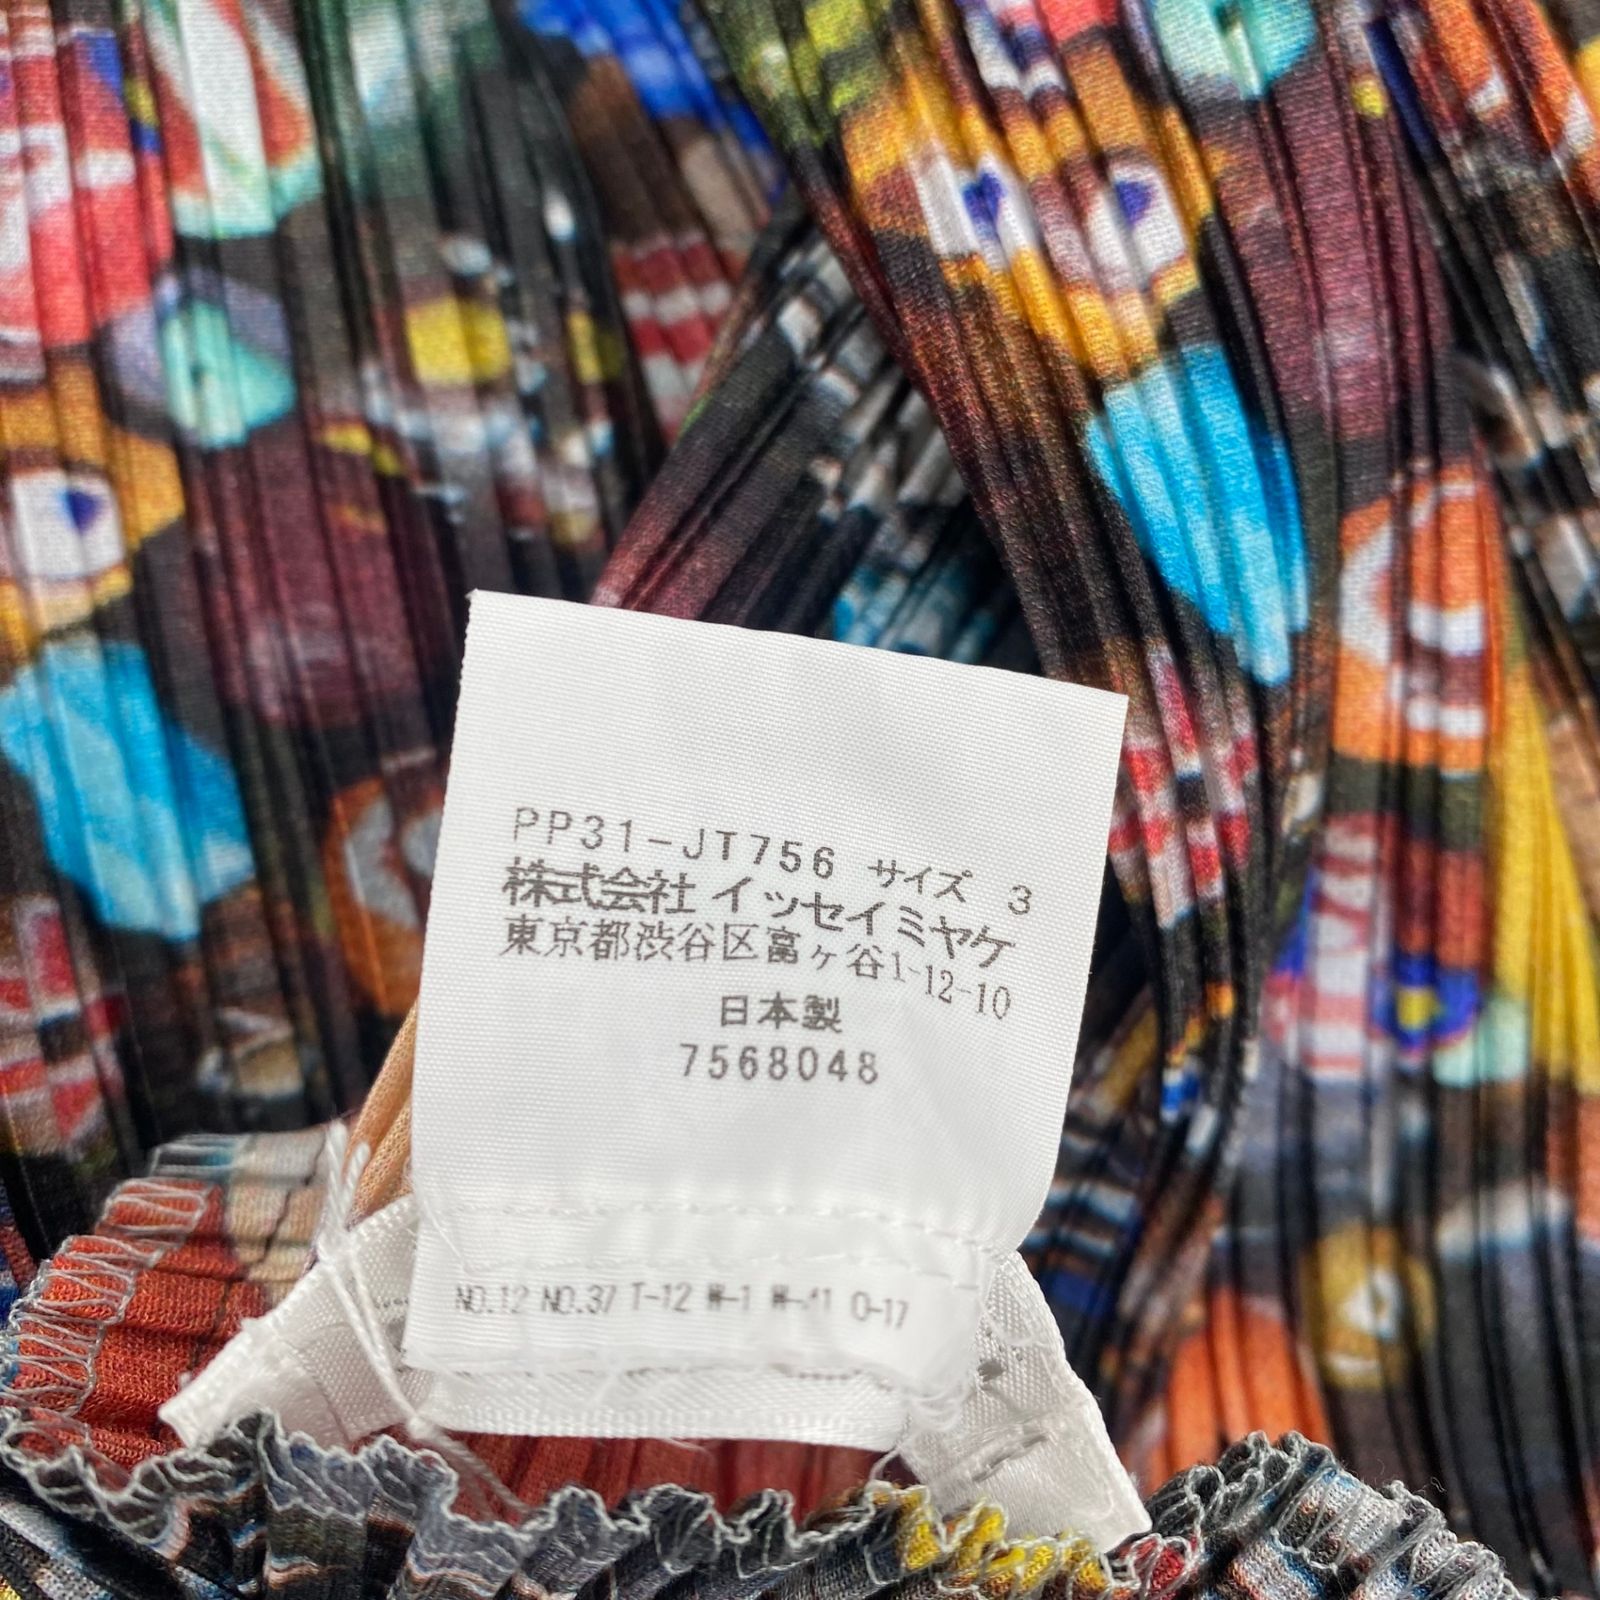 PP31-JT756 サイズ 3
株式会社 イッセイミヤケ
東京都渋谷区富ヶ谷1-12-10
日本製
7568048
NO.12 NO.37 T-12 W-1 W-41 O-17